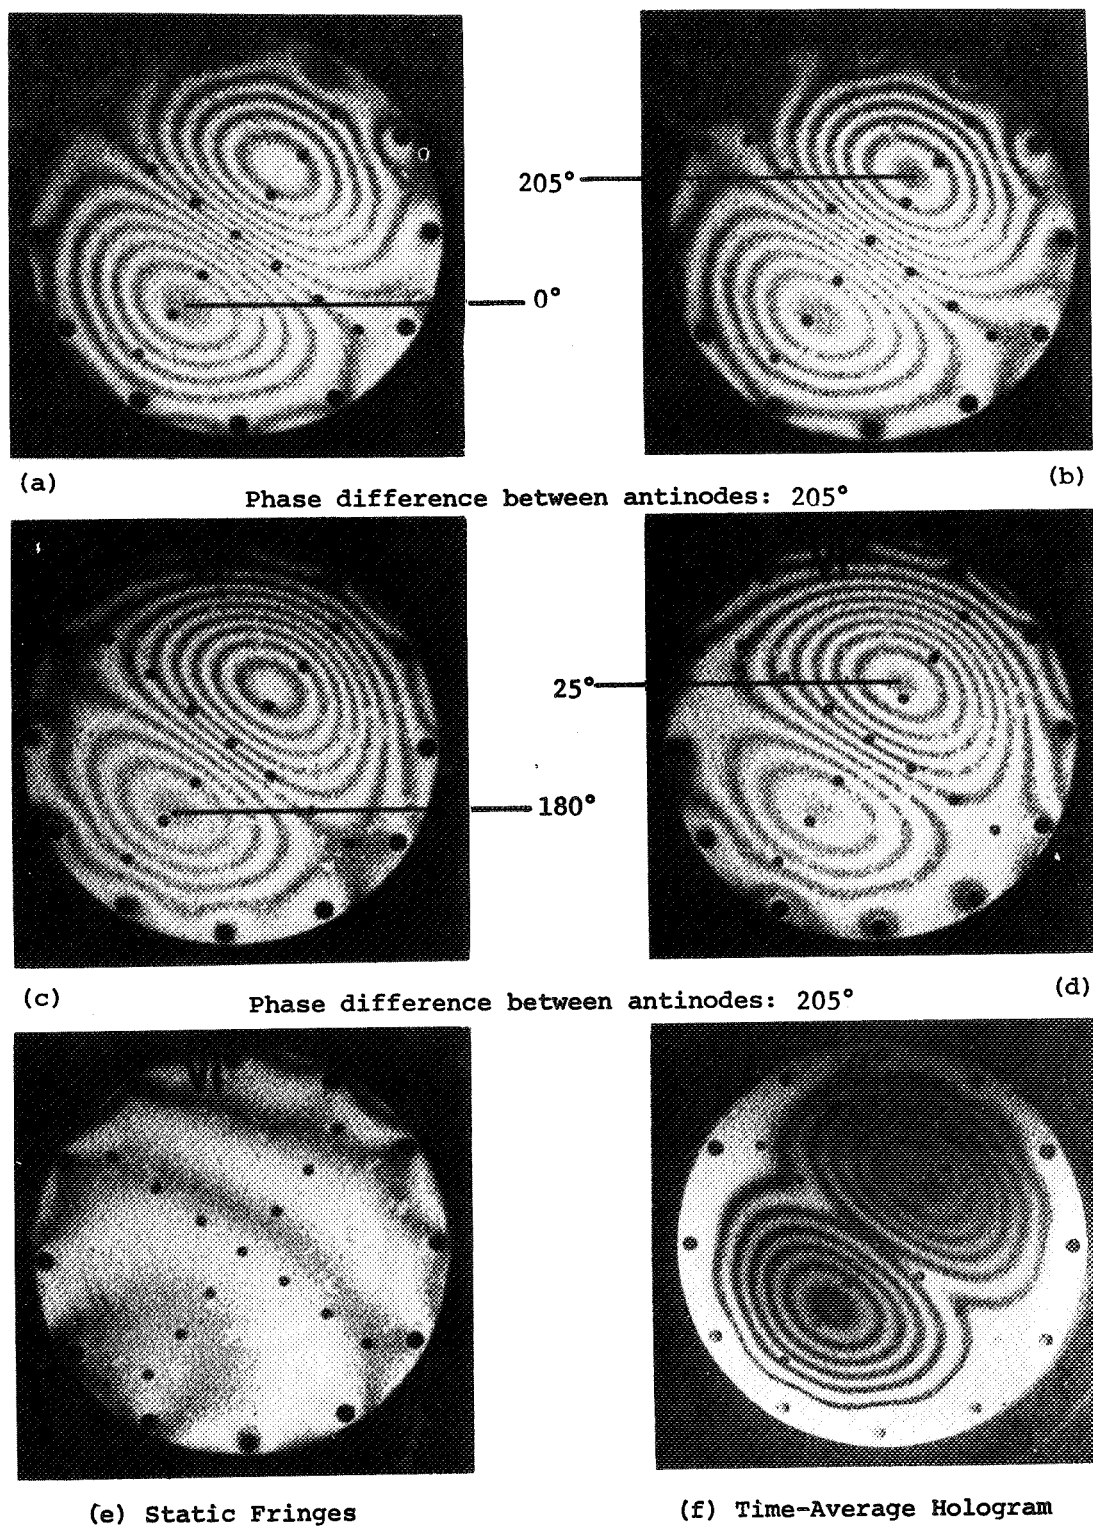 205°
0°
(a)
(b)
Phase difference between antinodes: 205°
25°
180°
(c)
(d)
Phase difference between antinodes: 205°
(e) Static Fringes
(f) Time-Average Hologram